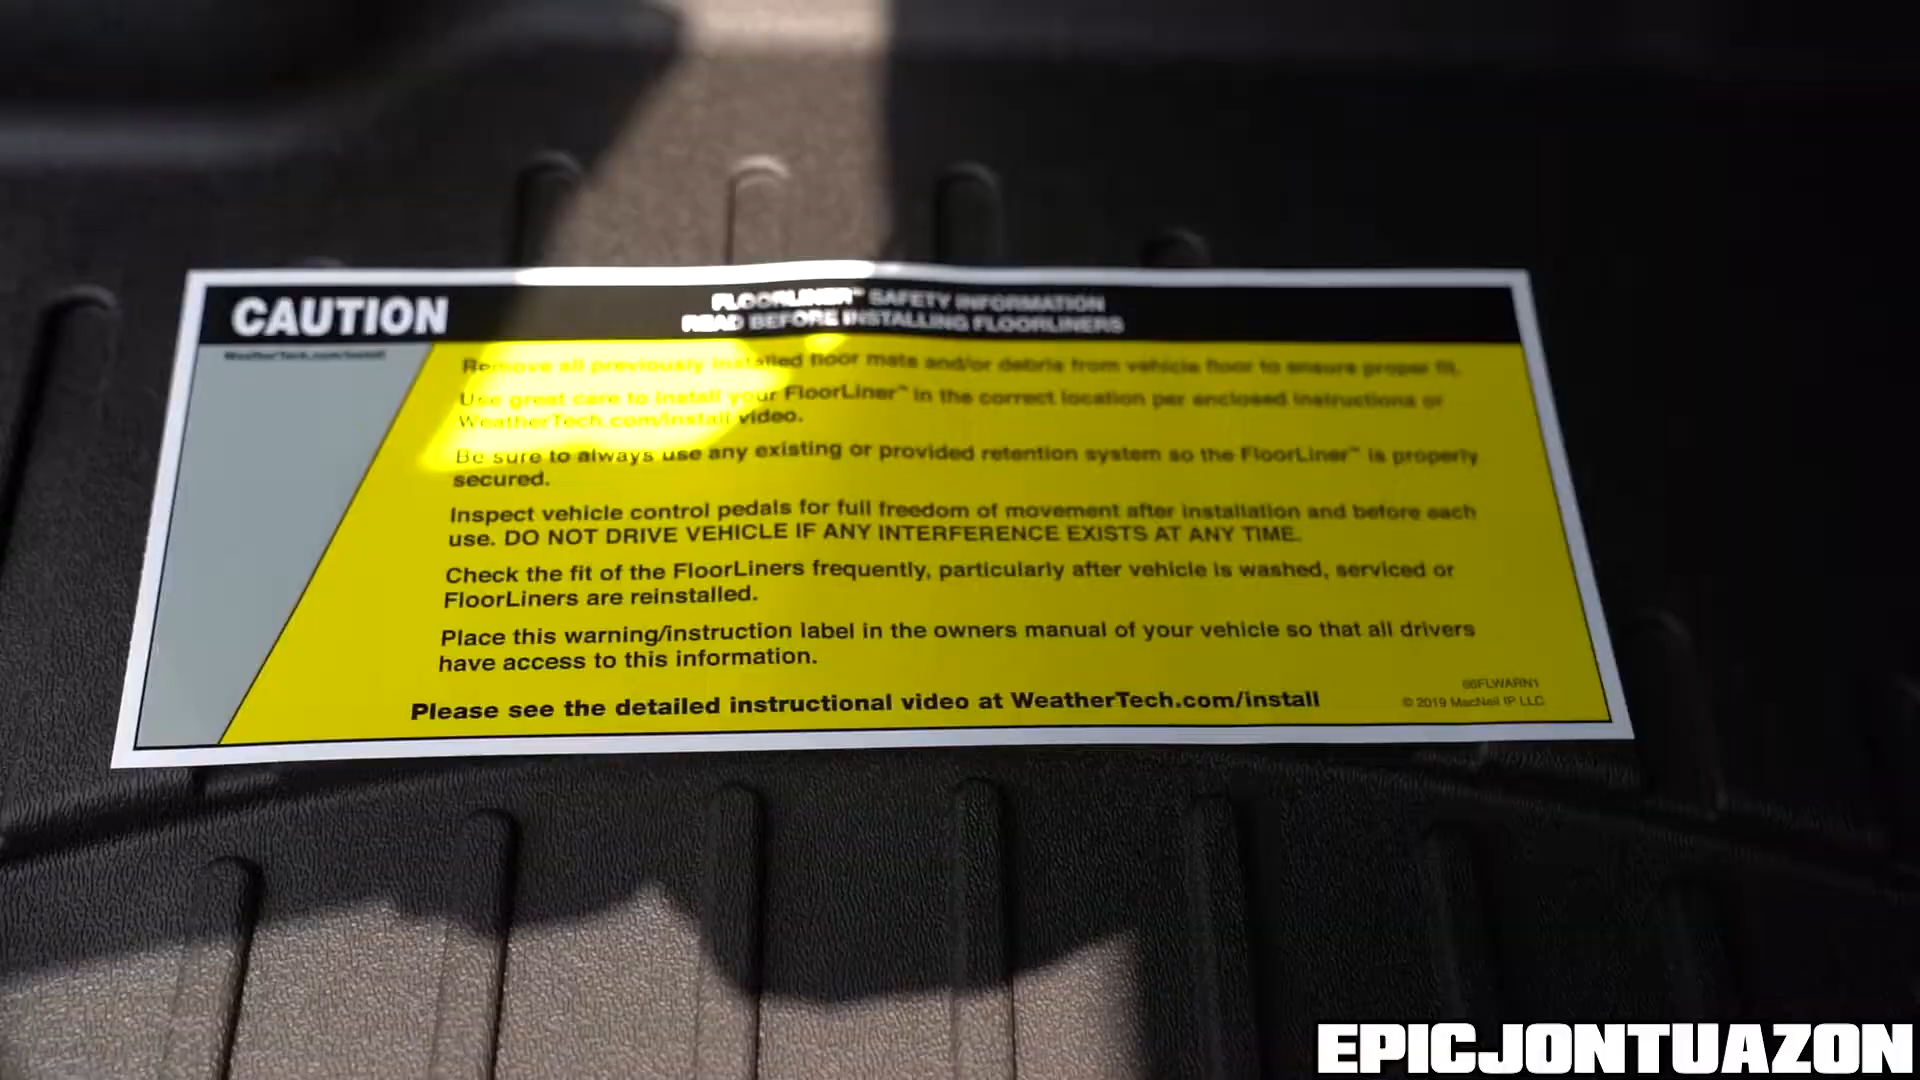 CAUTION
FLOORLINER™ SAFETY INFORMATION
READ BEFORE INSTALLING FLOORLINERS
WeatherTech.com/install
Remove all previously installed floor mats and/or debris from vehicle floor to ensure proper fit.
Use great care to install your FloorLiner™ in the correct location per enclosed instructions or
WeatherTech.com/install video.
Be sure to always use any existing or provided retention system so the FloorLiner™ is properly
secured.
Inspect vehicle control pedals for full freedom of movement after installation and before each
use. DO NOT DRIVE VEHICLE IF ANY INTERFERENCE EXISTS AT ANY TIME.
Check the fit of the FloorLiners frequently, particularly after vehicle is washed, serviced or
FloorLiners are reinstalled.
Place this warning/instruction label in the owners manual of your vehicle so that all drivers
have access to this information.
Please see the detailed instructional video at WeatherTech.com/install
66FLWARN1
© 2019 MacNeil IP LLC
EPICJONTUAZON